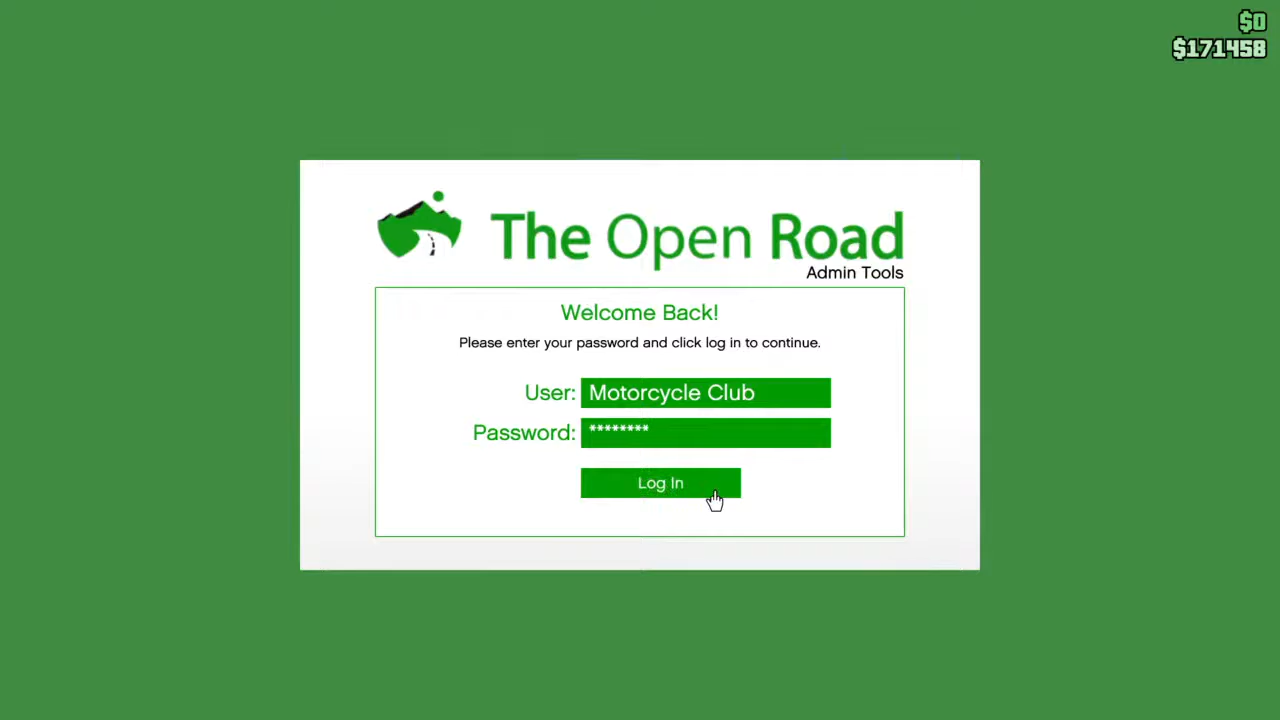 $0
$171458
The Open Road
Admin Tools
Welcome Back!
Please enter your password and click log in to continue.
User: Motorcycle Club
Password: ********
Log In